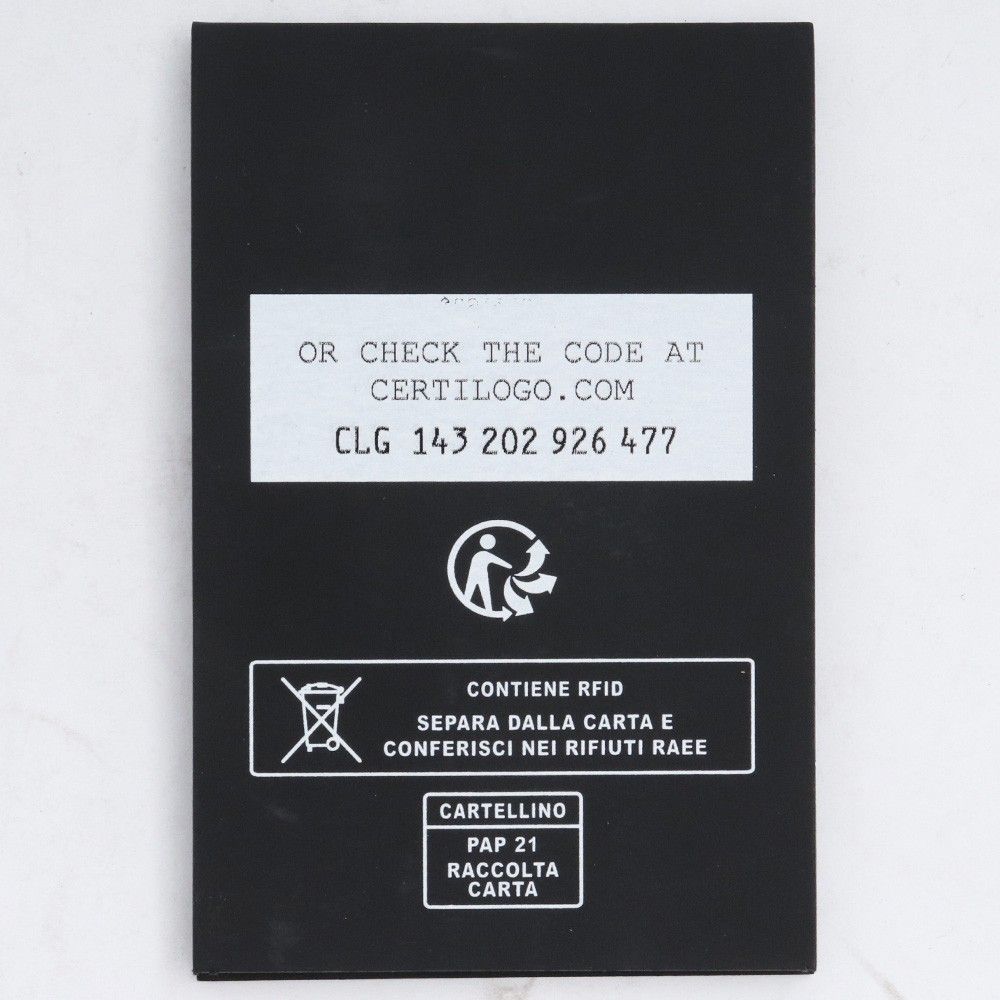 OR CHECK THE CODE AT
CERTILOGO.COM
CLG 143 202 926 477
CONTIENE RFID
SEPARA DALLA CARTA E
CONFERISCI NEI RIFIUTI RAEE
CARTELLINO
PAP 21
RACCOLTA
CARTA